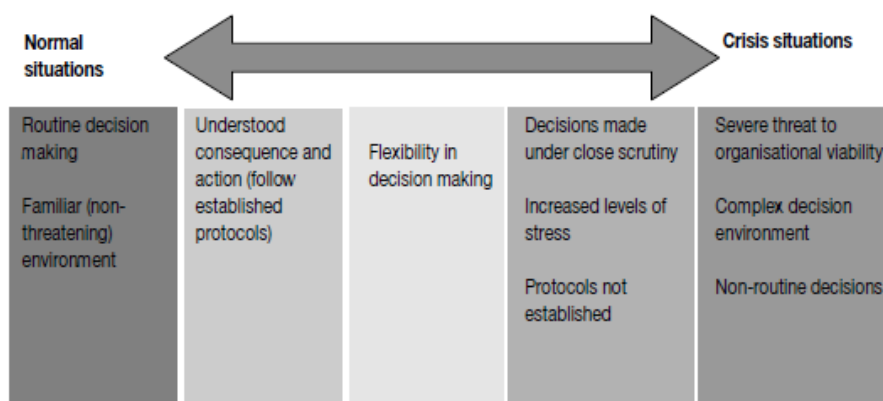 Normal
situations
Crisis situations
Routine decision
making
Familiar (non-
threatening)
environment
Understood
consequence and
action (follow
established
protocols)
Flexibility in
decision making
Decisions made
under close scrutiny
Increased levels of
stress
Protocols not
established
Severe threat to
organisational viability
Complex decision
environment
Non-routine decisions